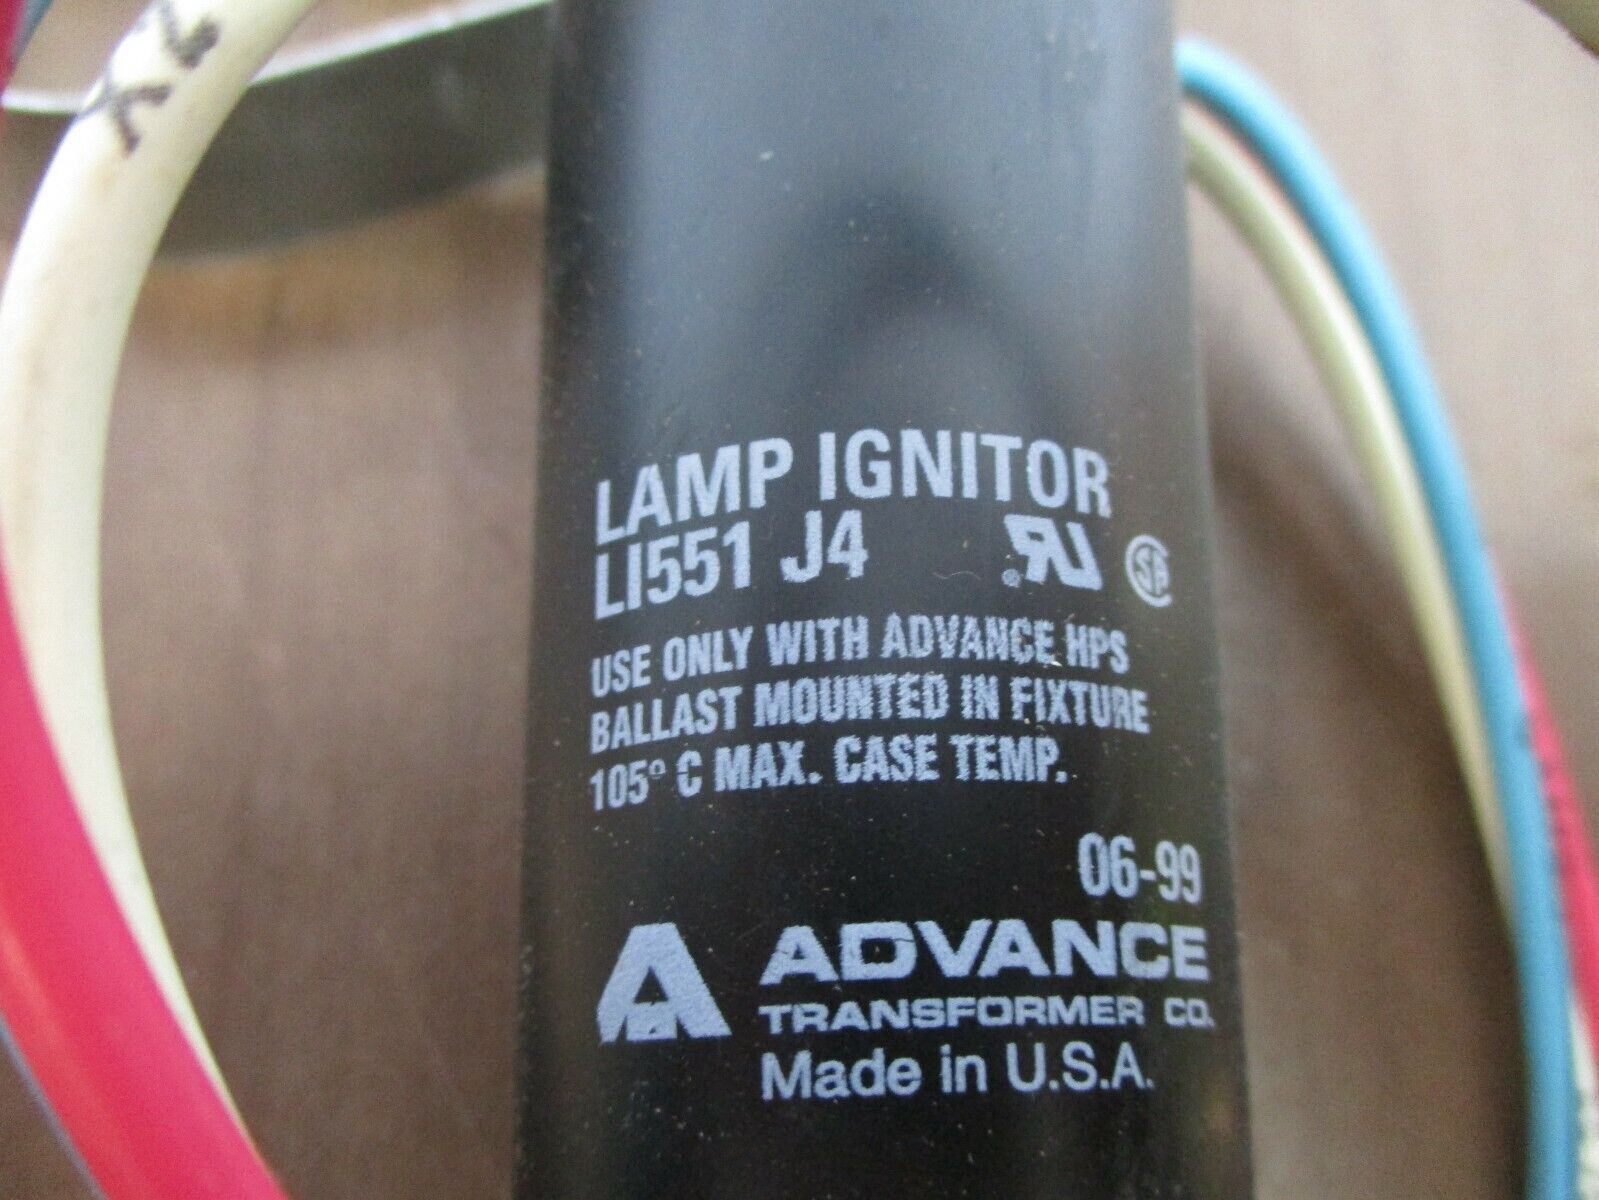 X2
LAMP IGNITOR
LI551 J4
USE ONLY WITH ADVANCE HPS
BALLAST MOUNTED IN FIXTURE
105° C MAX. CASE TEMP.
06-99
ADVANCE
TRANSFORMER CO.
Made in U.S.A.